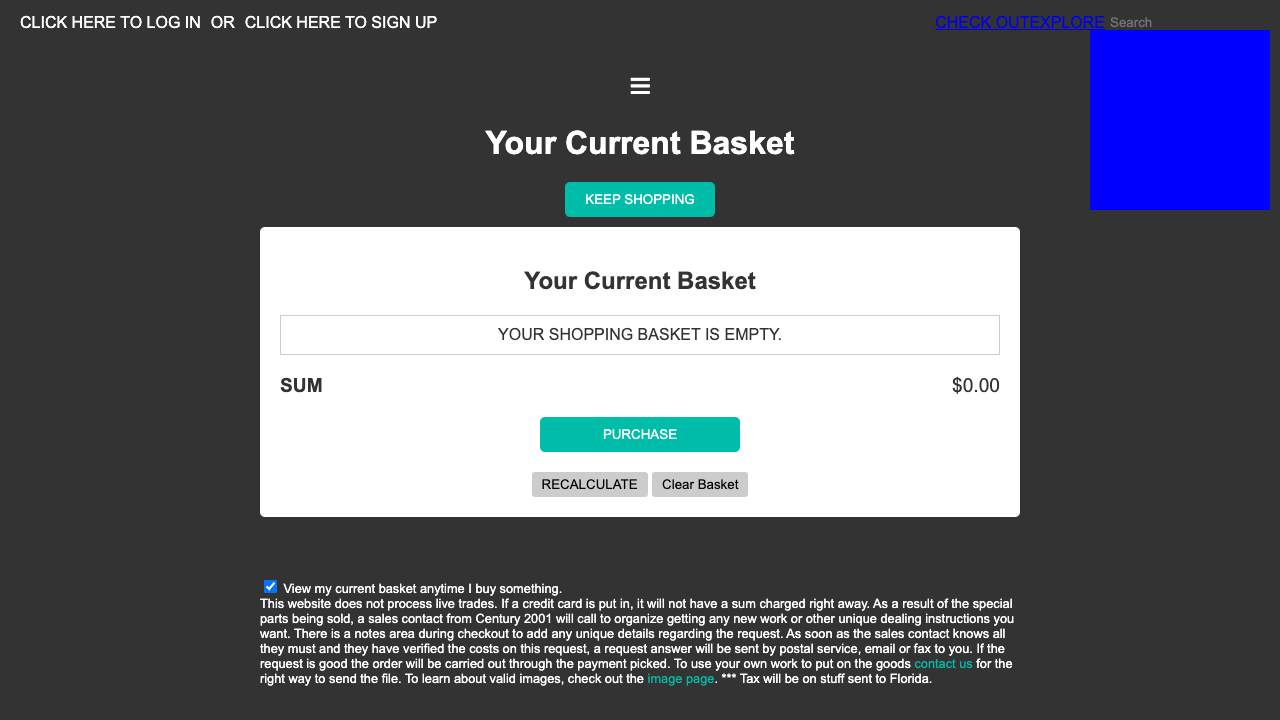 CLICK HERE TO LOG IN OR CLICK HERE TO SIGN UP
CHECK OUTEXPLORE Search
Your Current Basket
KEEP SHOPPING
Your Current Basket
YOUR SHOPPING BASKET IS EMPTY.
SUM $0.00
PURCHASE
RECALCULATE Clear Basket
View my current basket anytime I buy something.
This website does not process live trades. If a credit card is put in, it will not have a sum charged right away. As a result of the special
parts being sold, a sales contact from Century 2001 will call to organize getting any new work or other unique dealing instructions you
want. There is a notes area during checkout to add any unique details regarding the request. As soon as the sales contact knows all
they must and they have verified the costs on this request, a request answer will be sent by postal service, email or fax to you. If the
request is good the order will be carried out through the payment picked. To use your own work to put on the goods contact us for the
right way to send the file. To learn about valid images, check out the image page. *** Tax will be on stuff sent to Florida.